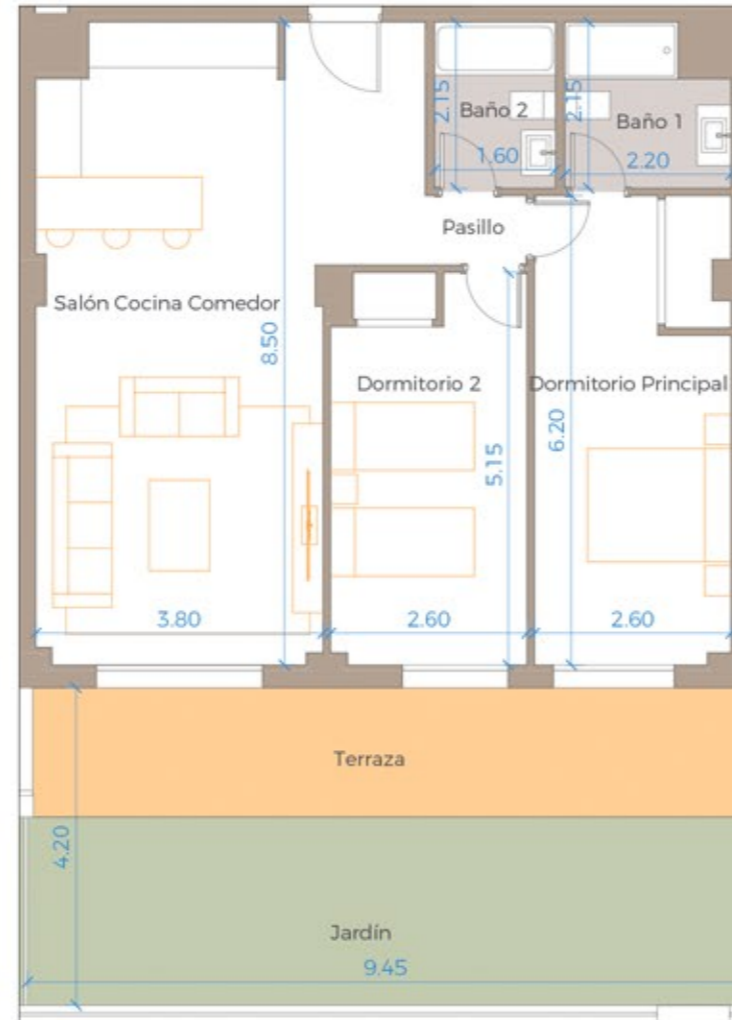 2.15
Baño 2
2.15
Baño 1
1.60
2.20
Pasillo
Salón Cocina Comedor
8.50
Dormitorio 2
Dormitorio Principal
6.20
5.15
3.80
2.60
2.60
Terraza
4.20
Jardín
9.45